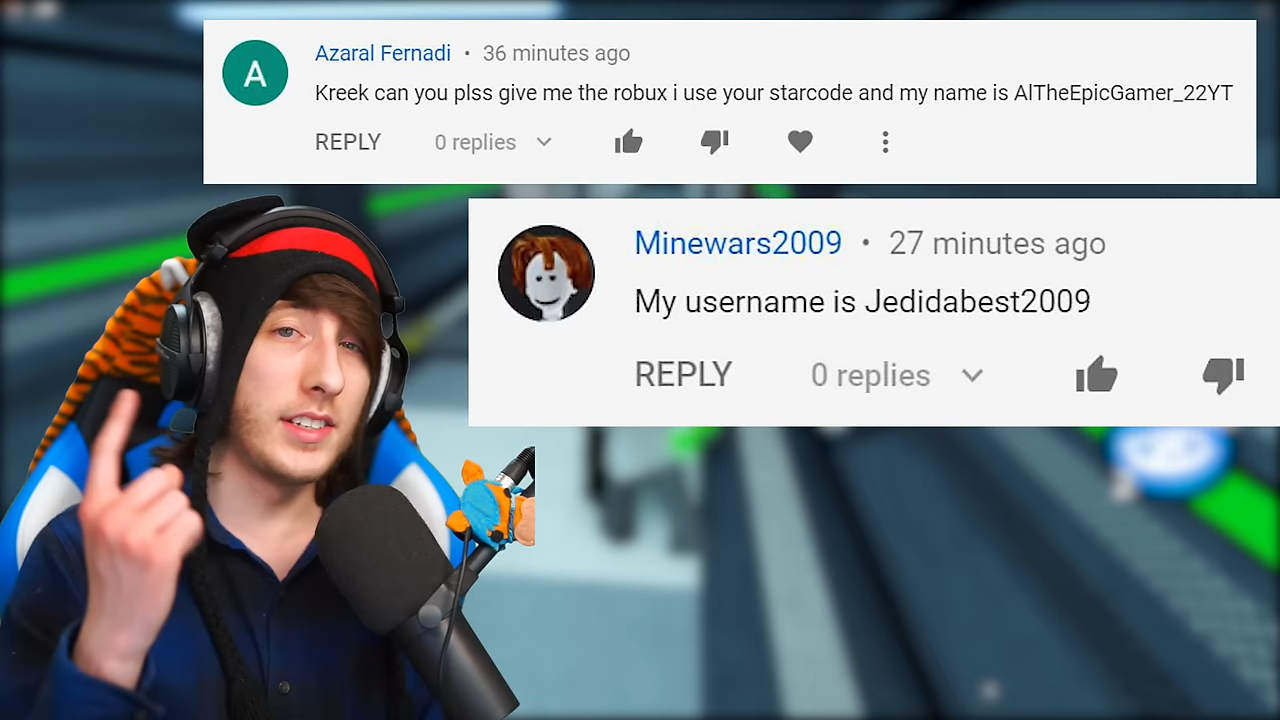 Azaral Fernadi • 36 minutes ago
A
Kreek can you plss give me the robux i use your starcode and my name is AlTheEpicGamer_22YT
REPLY 0 replies
Minewars2009 • 27 minutes ago
My username is Jedidabest2009
REPLY 0 replies